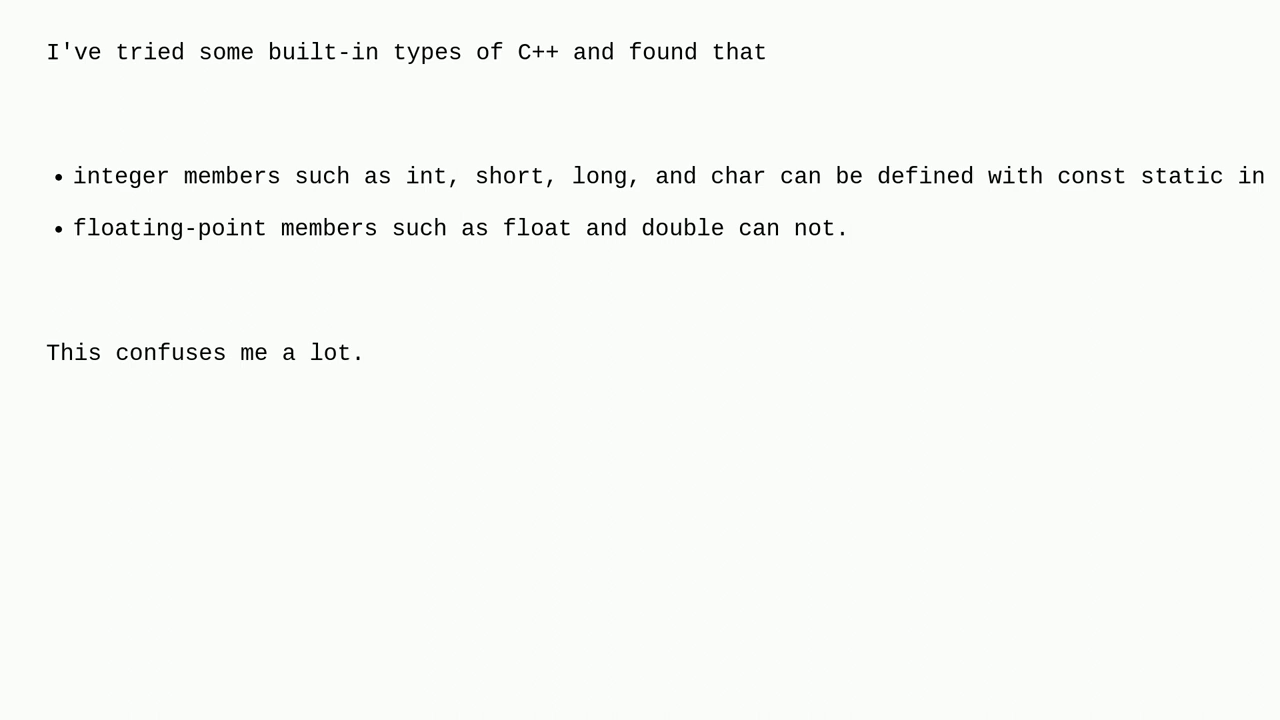 I've tried some built-in types of C++ and found that
• integer members such as int, short, long, and char can be defined with const static in
• floating-point members such as float and double can not.
This confuses me a lot.